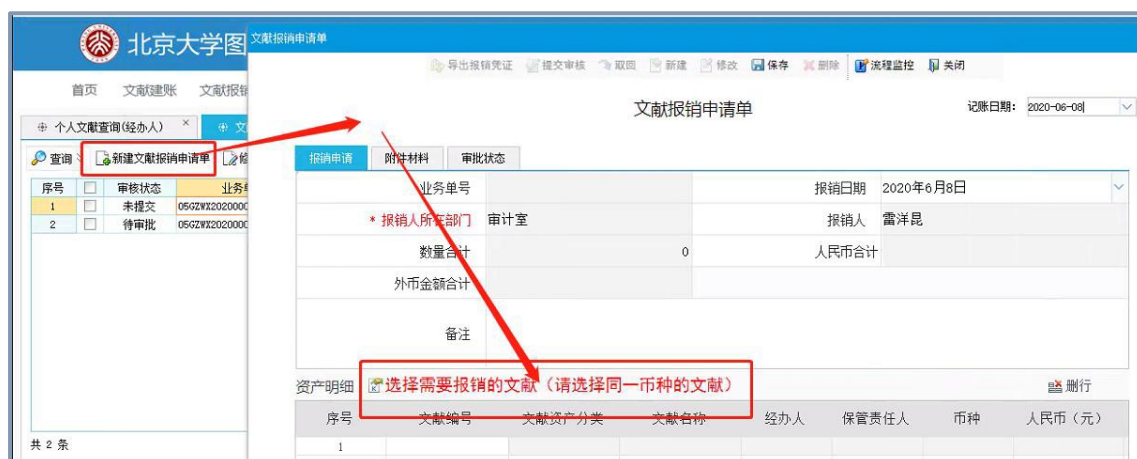 北京大学图
文献报销申请单
导出报销凭证 提交审核 取回 新建 修改 保存 删除 流程监控 关闭
首页 文献建账 文献报销
文献报销申请单 记账日期： 2020-06-08
个人文献查询(经办人) × 文
查询 新建文献报销申请单 修
报销申请 附件材料 审批状态
序号 审核状态 业务单
1 未提交 05GZWX2020000
2 待审批 05GZWX2020000
业务单号 报销日期 2020年6月8日
* 报销人所在部门 审计室 报销人 雷洋昆
数量合计 0 人民币合计
外币金额合计
备注
资产明细 选择需要报销的文献（请选择同一币种的文献） 删行
序号 文献编号 文献资产分类 文献名称 经办人 保管责任人 币种 人民币（元）
共 2 条
1